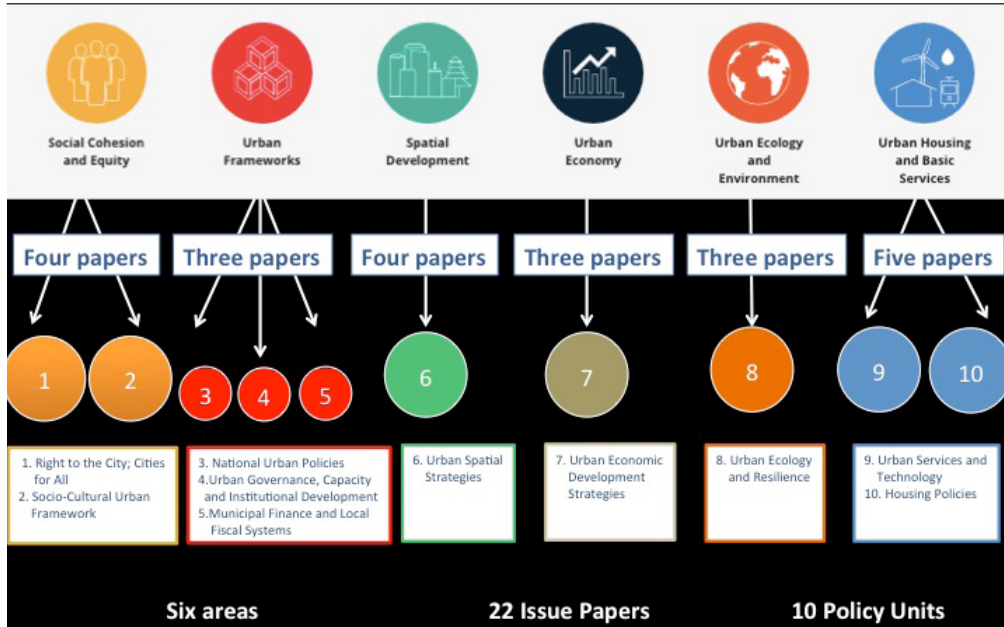 Social Cohesion
and Equity
Urban
Frameworks
Spatial
Development
Urban
Economy
Urban Ecology
and
Environment
Urban Housing
and Basic
Services
Four papers
Three papers
Four papers
Three papers
Three papers
Five papers
1
2
3
4
5
6
7
8
9
10
1. Right to the City; Cities
for All
2. Socio-Cultural Urban
Framework
3. National Urban Policies
4.Urban Governance, Capacity
and Institutional Development
5.Municipal Finance and Local
Fiscal Systems
6. Urban Spatial
Strategies
7. Urban Economic
Development
Strategies
8. Urban Ecology
and Resilience
9. Urban Services and
Technology
10. Housing Policies
Six areas
22 Issue Papers
10 Policy Units